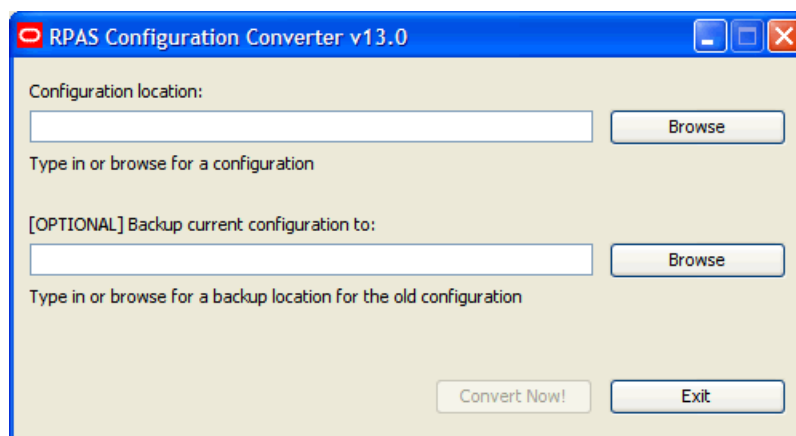 RPAS Configuration Converter v13.0
Configuration location:
Browse
Type in or browse for a configuration
[OPTIONAL] Backup current configuration to:
Browse
Type in or browse for a backup location for the old configuration
Convert Now! Exit